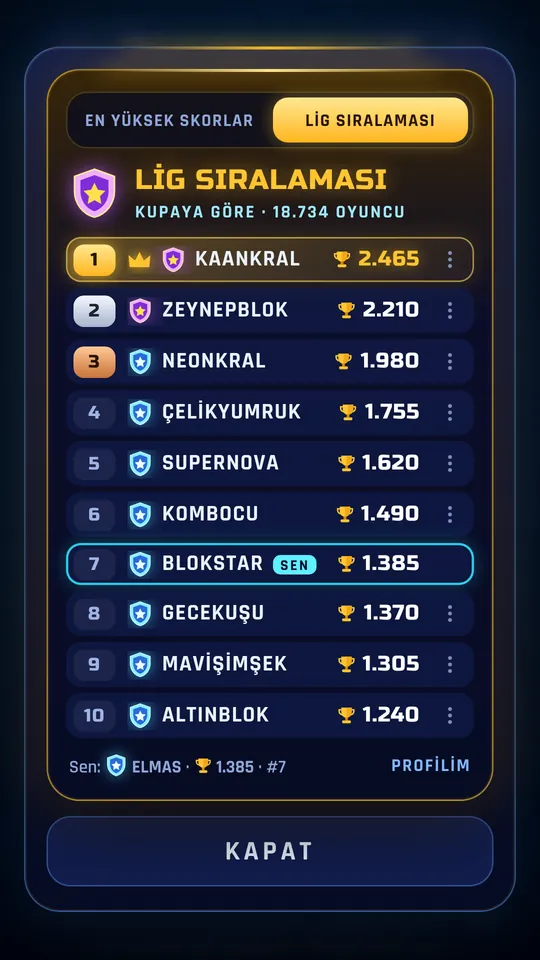 EN YÜKSEK SKORLAR
LİG SIRALAMASI
LİG SIRALAMASI
KUPAYA GÖRE · 18.734 OYUNCU
1 KAANKRAL 2.465
2 ZEYNEPBLOK 2.210
3 NEONKRAL 1.980
4 ÇELİKYUMRUK 1.755
5 SUPERNOVA 1.620
6 KOMBOCU 1.490
7 BLOKSTAR SEN 1.385
8 GECEKUŞU 1.370
9 MAVİŞİMŞEK 1.305
10 ALTINBLOK 1.240
Sen: ELMAS · 1.385 · #7 PROFİLİM
KAPAT